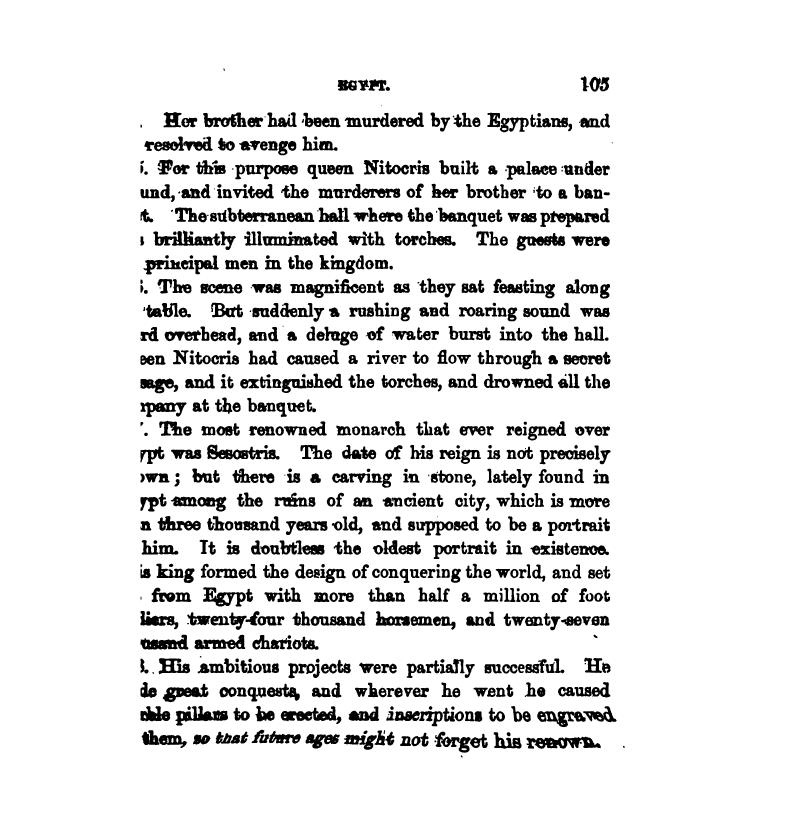 EGYPT. 105
Her brother had been murdered by the Egyptians, and
resolved to avenge him.
For this purpose queen Nitocris built a palace under
und, and invited the murderers of her brother to a ban-
t. The subterranean hall where the banquet was prepared
brilliantly illuminated with torches. The guests were
principal men in the kingdom.
The scene was magnificent as they sat feasting along
table. But suddenly a rushing and roaring sound was
rd overhead, and a deluge of water burst into the hall.
een Nitocris had caused a river to flow through a secret
sage, and it extinguished the torches, and drowned all the
pany at the banquet.
The most renowned monarch that ever reigned over
ypt was Sesostris. The date of his reign is not precisely
own; but there is a carving in stone, lately found in
ypt among the ruins of an ancient city, which is more
n three thousand years old, and supposed to be a portrait
him. It is doubtless the oldest portrait in existence.
is king formed the design of conquering the world, and set
from Egypt with more than half a million of foot
liers, twenty-four thousand horsemen, and twenty-seven
usand armed chariots.
His ambitious projects were partially successful. He
de great conquests, and wherever he went he caused
ble pillars to be erected, and inscriptions to be engraved
them, so that future ages might not forget his renown.